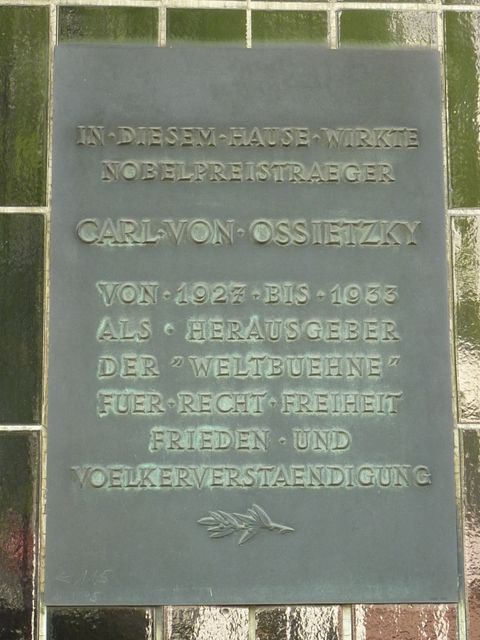 IN·DIESEM·HAUSE·WIRKTE
NOBELPREISTRAEGER
CARL·VON·OSSIETZKY
VON·1927·BIS·1933
ALS·HERAUSGEBER
DER "WELTBUEHNE"
FUER·RECHT·FREIHEIT
FRIEDEN·UND
VOELKERVERSTAENDIGUNG